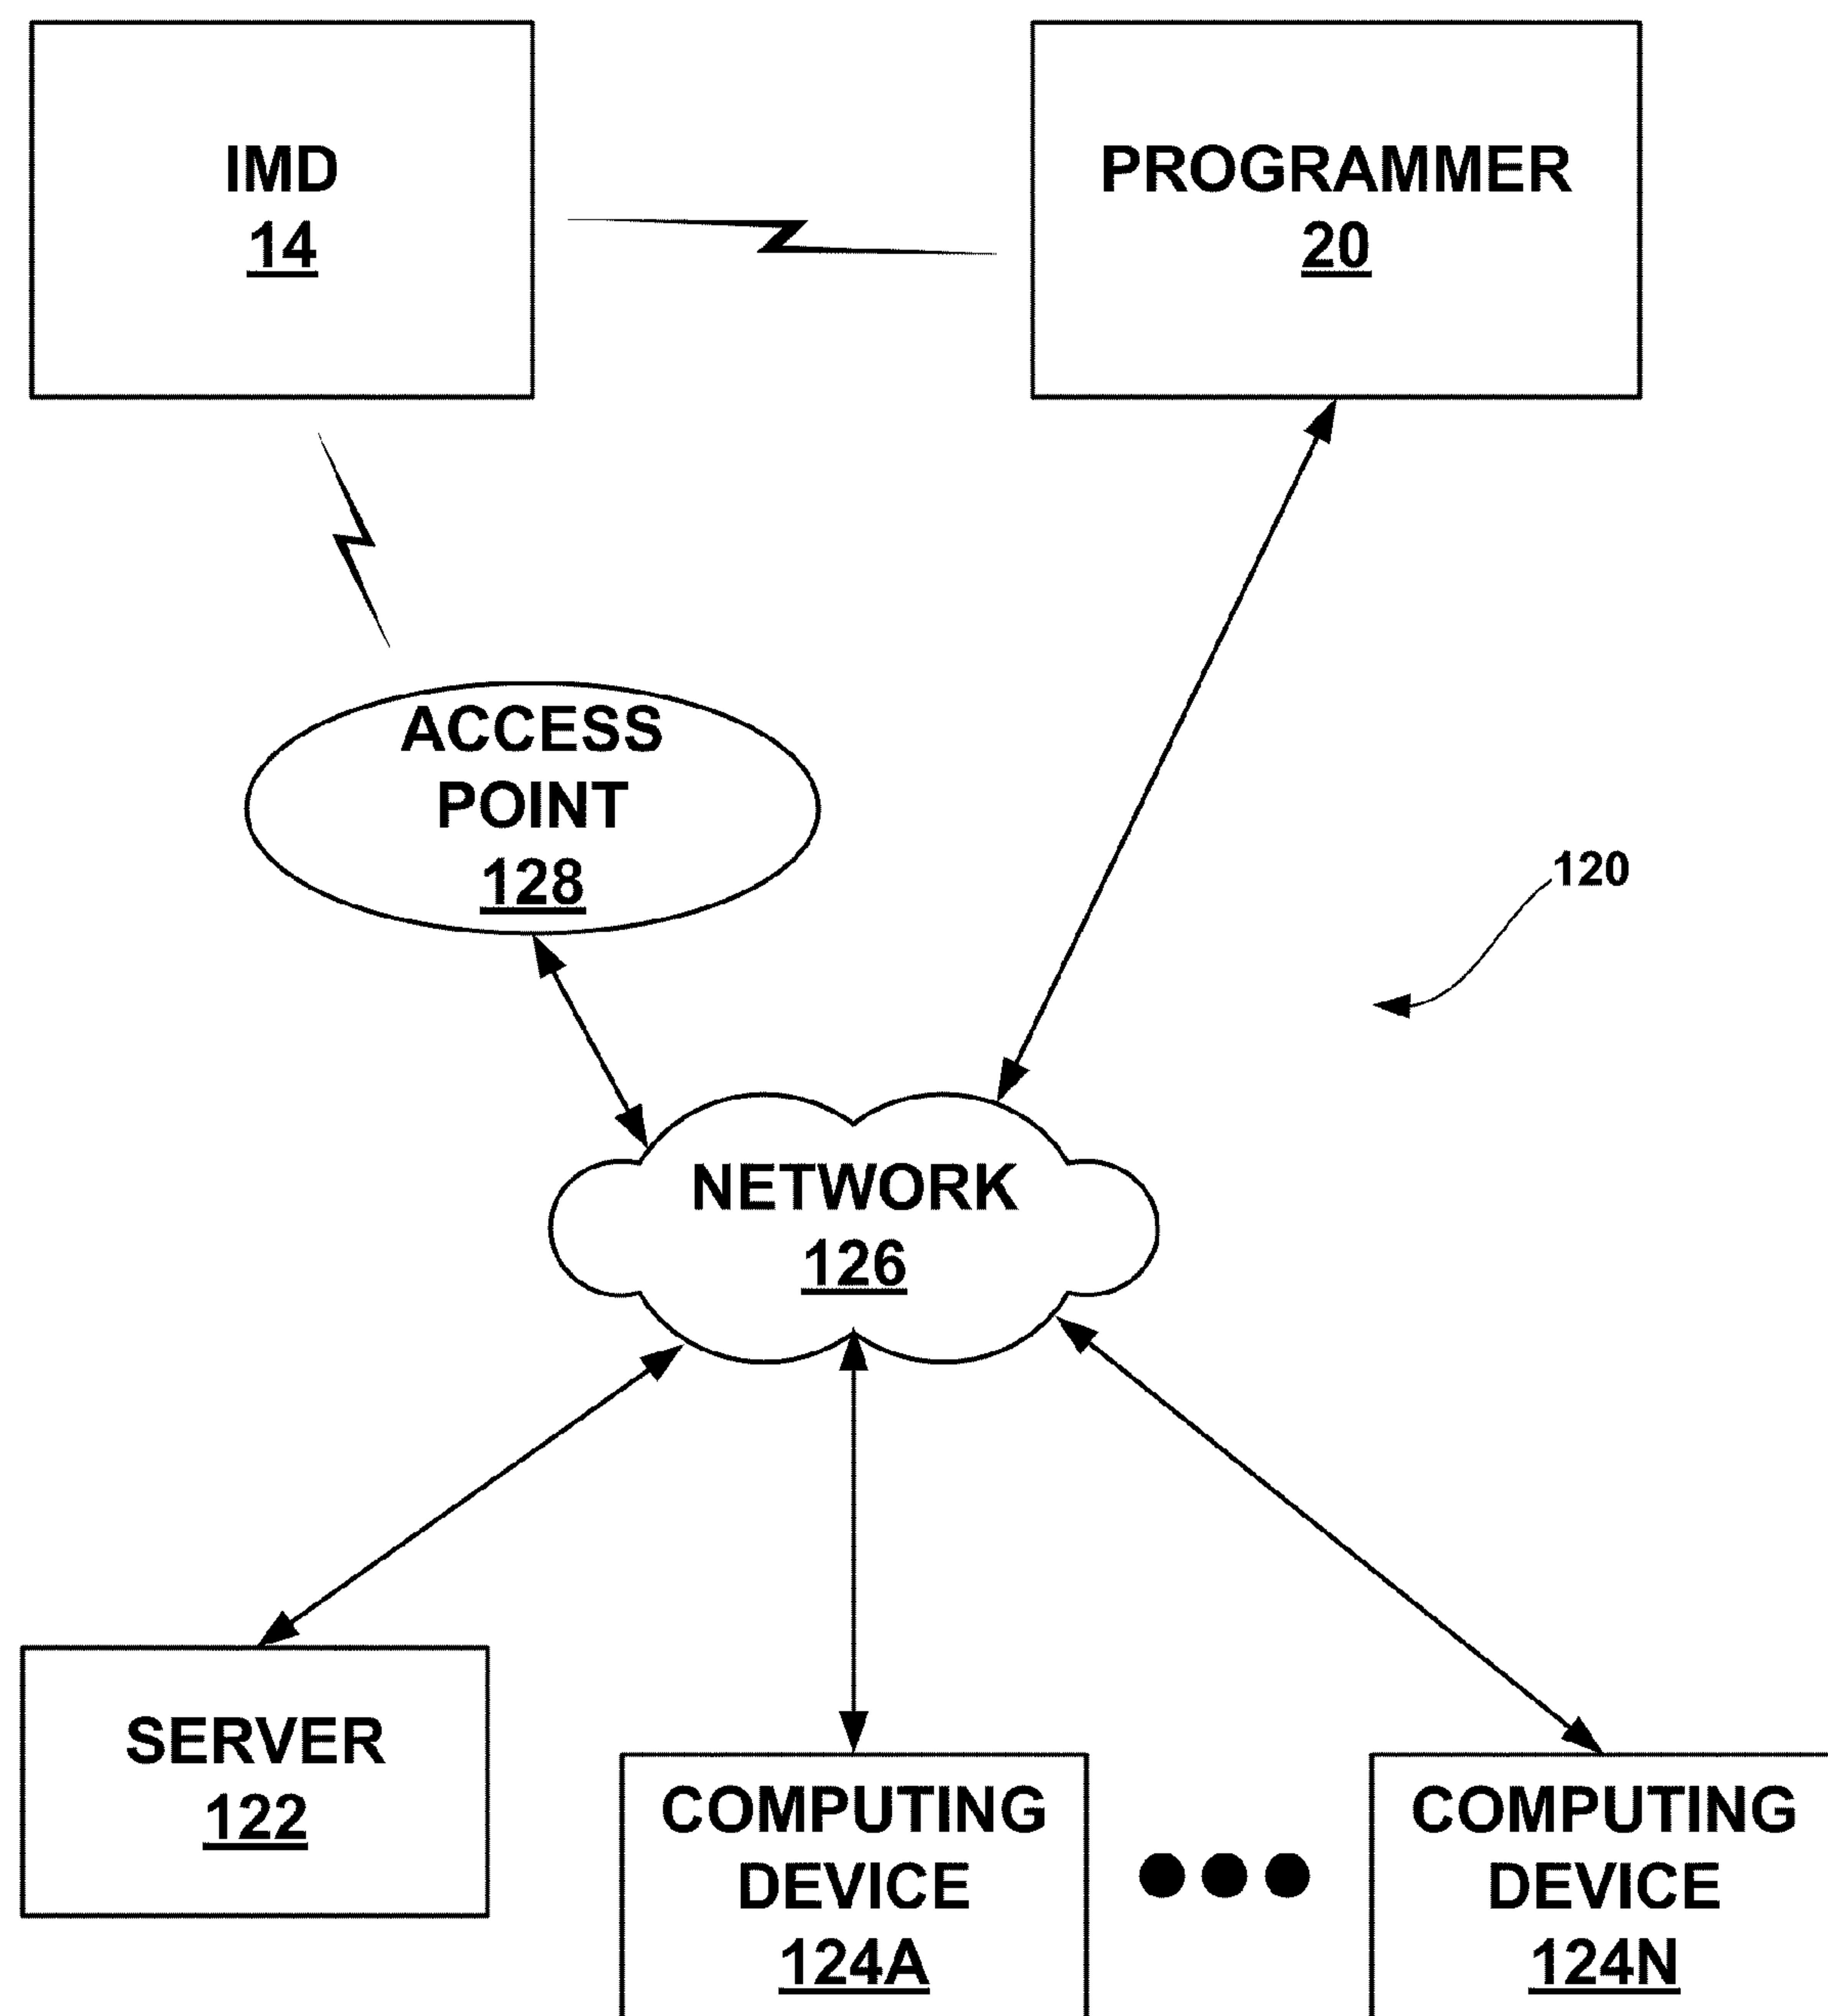 IMD
14
PROGRAMMER
20
ACCESS
POINT
128
120
NETWORK
126
SERVER
122
COMPUTING
DEVICE
124A
COMPUTING
DEVICE
124N